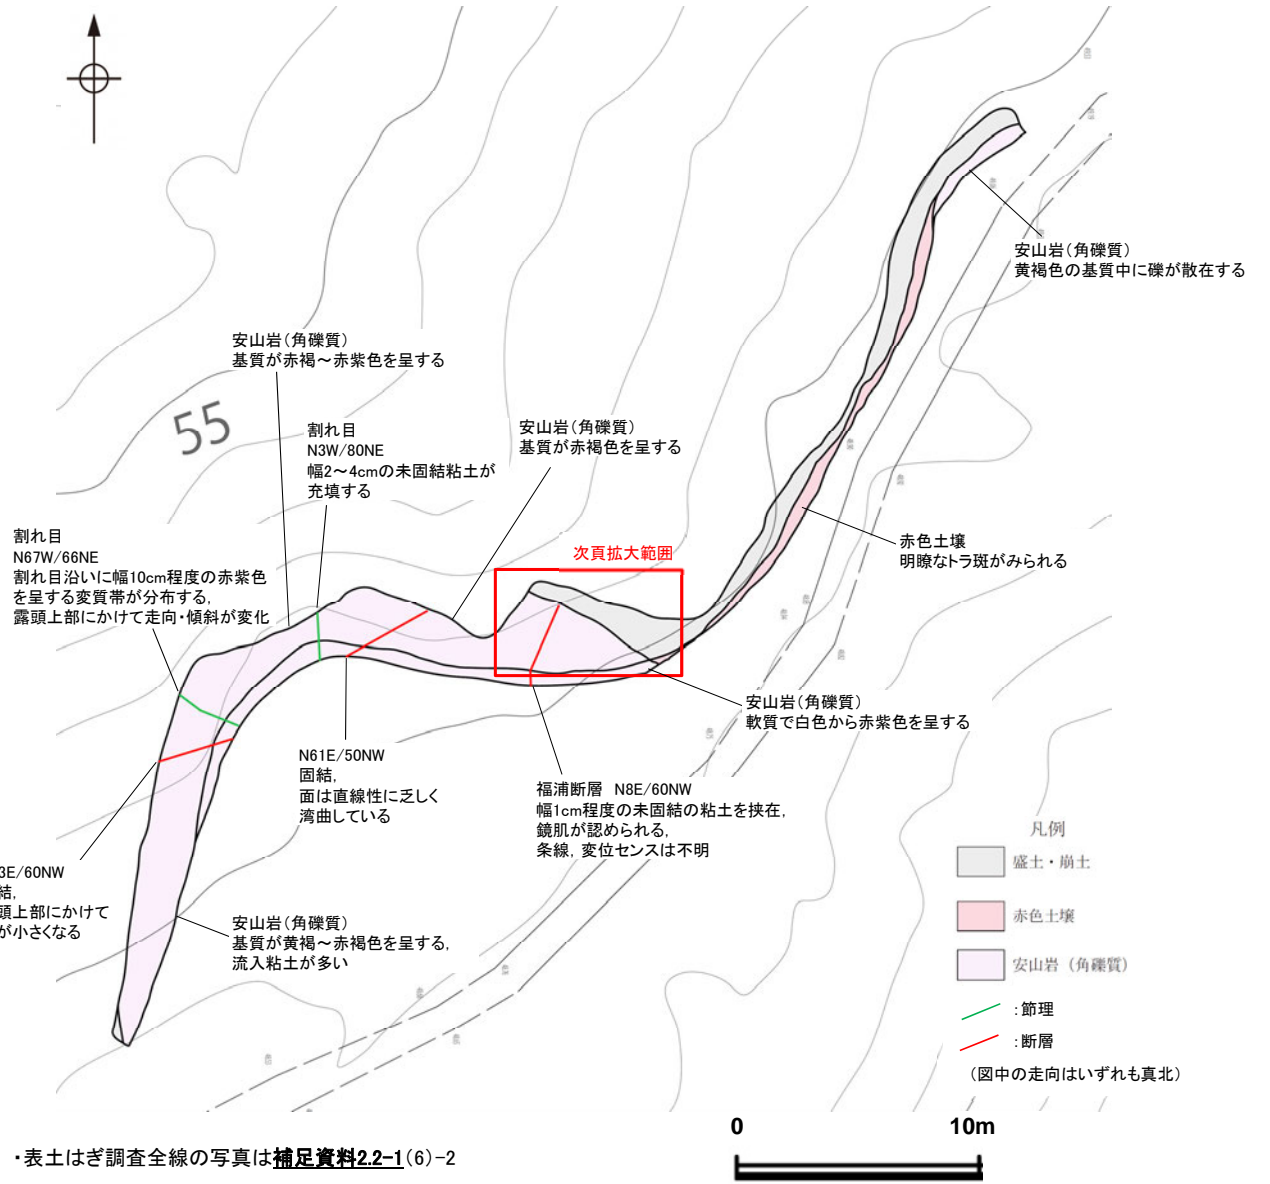 安山岩(角礫質)
黄褐色の基質中に礫が散在する
安山岩(角礫質)
基質が赤褐～赤紫色を呈する
55
割れ目
N3W/80NE
幅2～4cmの未固結粘土が
充填する
安山岩(角礫質)
基質が赤褐色を呈する
割れ目
N67W/66NE
割れ目沿いに幅10cm程度の赤紫色
を呈する変質帯が分布する,
露頭上部にかけて走向・傾斜が変化
次頁拡大範囲
赤色土壌
明瞭なトラ斑がみられる
安山岩(角礫質)
軟質で白色から赤紫色を呈する
N61E/50NW
固結,
面は直線性に乏しく
湾曲している
福浦断層 N8E/60NW
幅1cm程度の未固結の粘土を挟在,
鏡肌が認められる,
条線, 変位センスは不明
3E/60NW
結,
頭上部にかけて
が小さくなる
安山岩(角礫質)
基質が黄褐～赤褐色を呈する,
流入粘土が多い
凡例
盛土・崩土
赤色土壌
安山岩（角礫質）
:節理
:断層
(図中の走向はいずれも真北)
0 10m
・表土はぎ調査全線の写真は補足資料2.2-1(6)-2